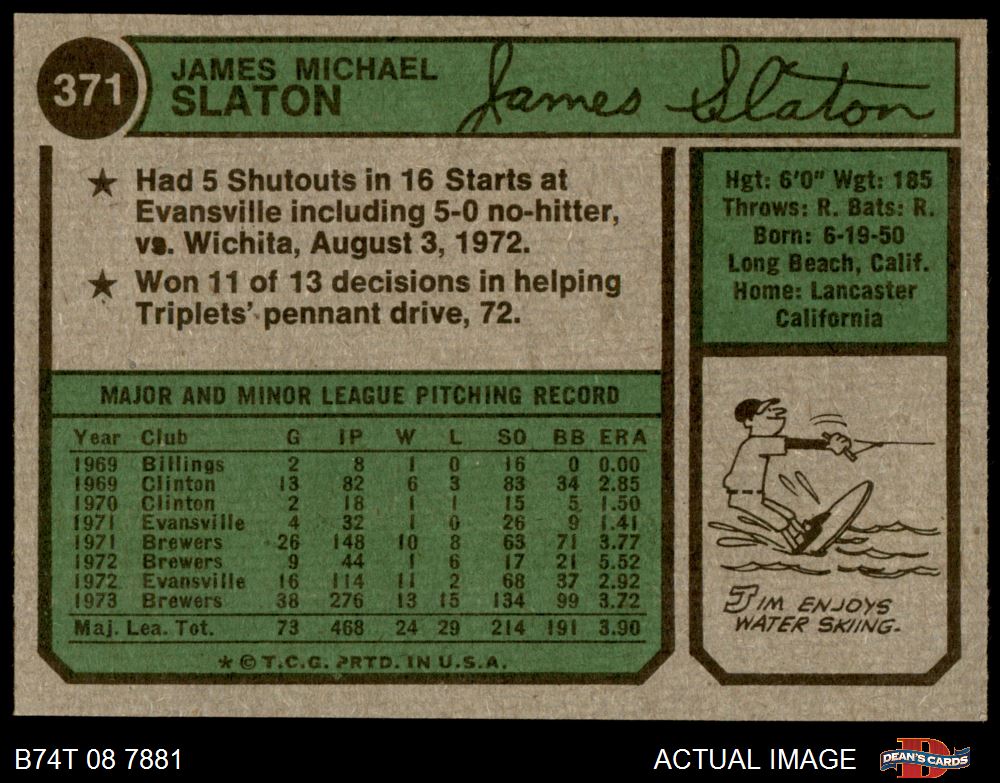 371
JAMES MICHAEL
SLATON
James Slaton
★ Had 5 Shutouts in 16 Starts at
Evansville including 5-0 no-hitter,
vs. Wichita, August 3, 1972.
★ Won 11 of 13 decisions in helping
Triplets' pennant drive, 72.
Hgt: 6'0" Wgt: 185
Throws: R. Bats: R.
Born: 6-19-50
Long Beach, Calif.
Home: Lancaster
California
MAJOR AND MINOR LEAGUE PITCHING RECORD
Year Club G IP W L SO BB ERA
1969 Billings 2 8 1 0 16 0 0.00
1969 Clinton 13 82 6 3 83 34 2.85
1970 Clinton 2 18 1 1 15 5 1.50
1971 Evansville 4 32 1 0 26 9 1.41
1971 Brewers 26 148 10 8 63 71 3.77
1972 Brewers 9 44 1 6 17 21 5.52
1972 Evansville 16 114 11 2 68 37 2.92
1973 Brewers 38 276 13 15 134 99 3.72
Maj. Lea. Tot. 73 468 24 29 214 191 3.90
* © T.C.G. PRTD. IN U.S.A.
JIM ENJOYS
WATER SKIING.
B74T 08 7881
ACTUAL IMAGE
DEAN'S CARDS